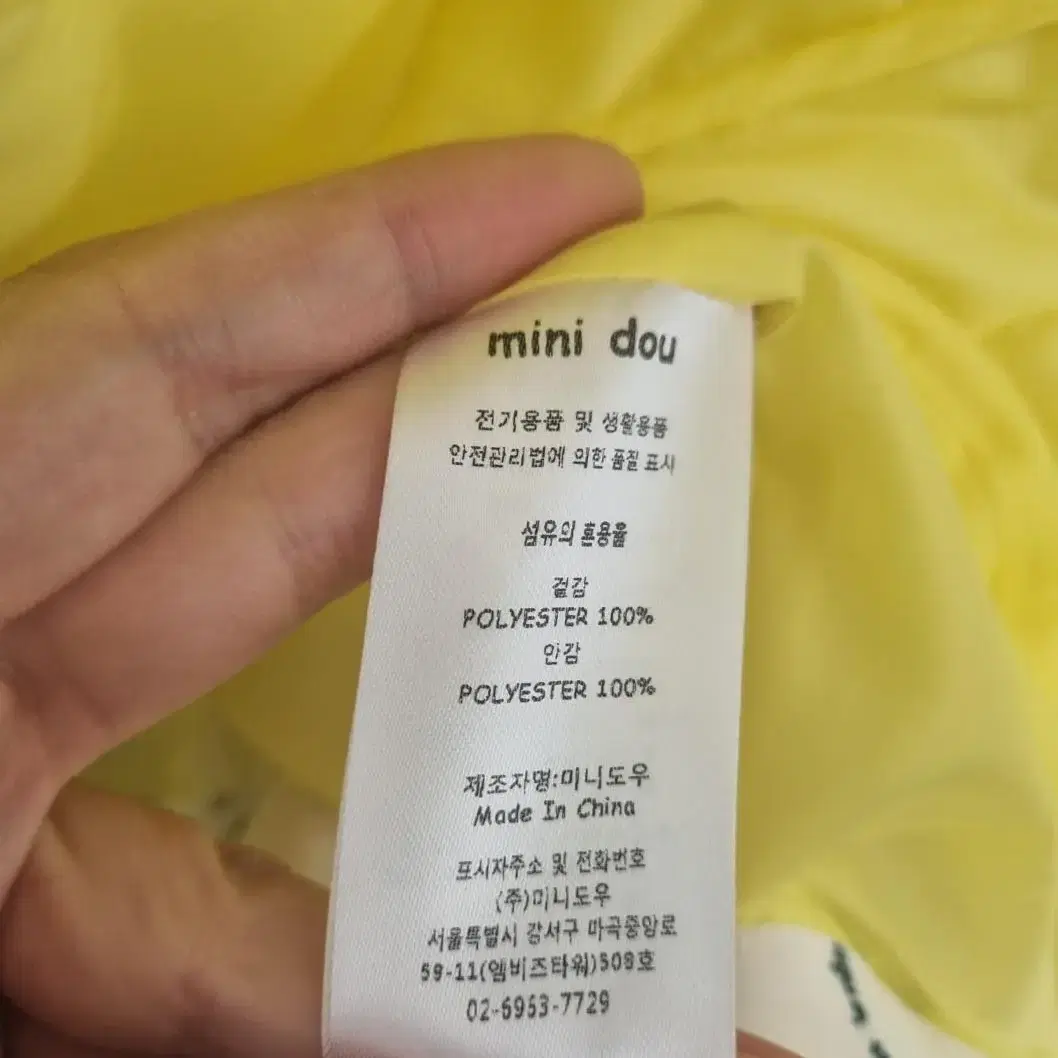 mini dou
전기용품 및 생활용품
안전관리법에 의한 품질 표시
섬유의 혼용율
겉감
POLYESTER 100%
안감
POLYESTER 100%
제조자명:미니도우
Made In China
표시자주소 및 전화번호
(주)미니도우
서울특별시 강서구 마곡중앙로
59-11(엠비즈타워)508호
02-6953-7729